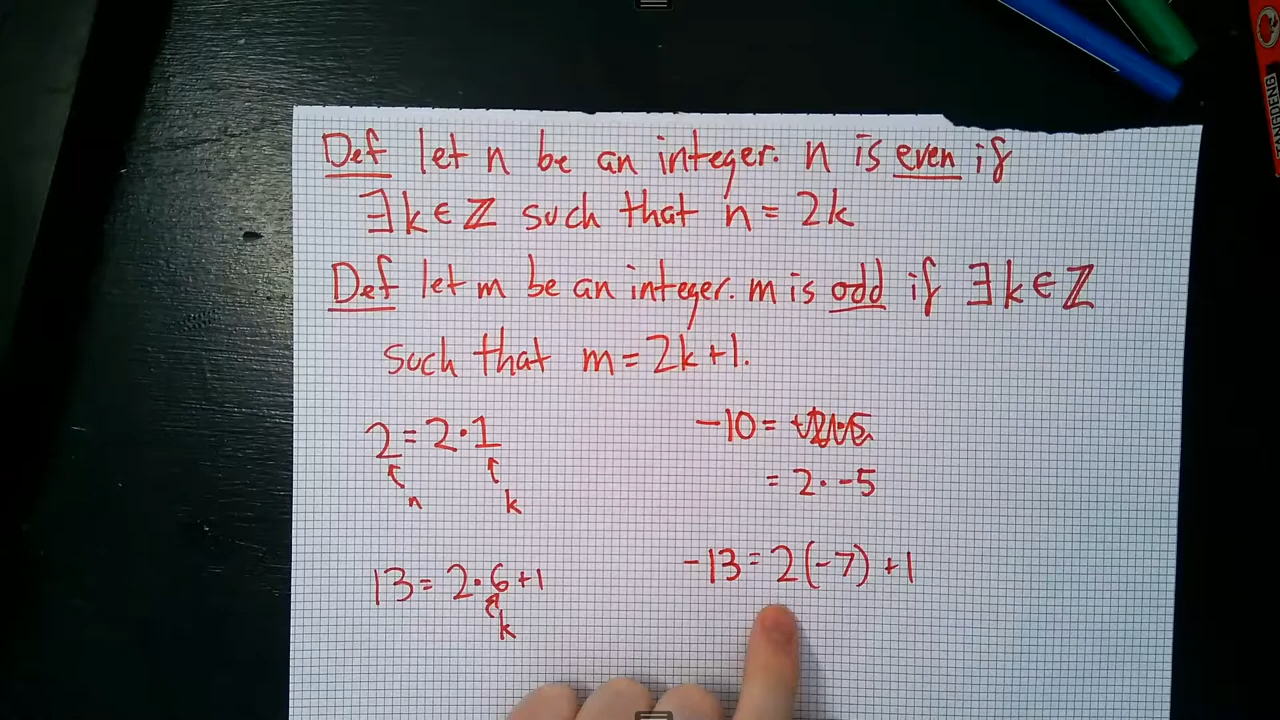 Def let n be an integer. n is even if
∃k∈ℤ such that n = 2k
Def let m be an integer. m is odd if ∃k∈ℤ
such that m = 2k+1.
2 = 2·1
n
k
-10 =
= 2·-5
13 = 2·6+1
k
-13 = 2(-7)+1